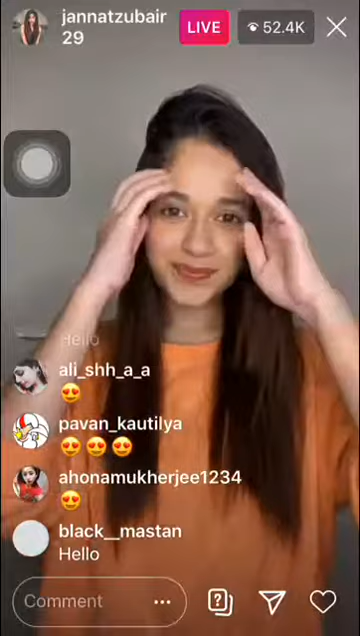 jannatzubair
29
LIVE
52.4K
Hello
ali_shh_a_a
😍
pavan_kautilya
😍😍😍
ahonamukherjee1234
😍
black__mastan
Hello
Comment